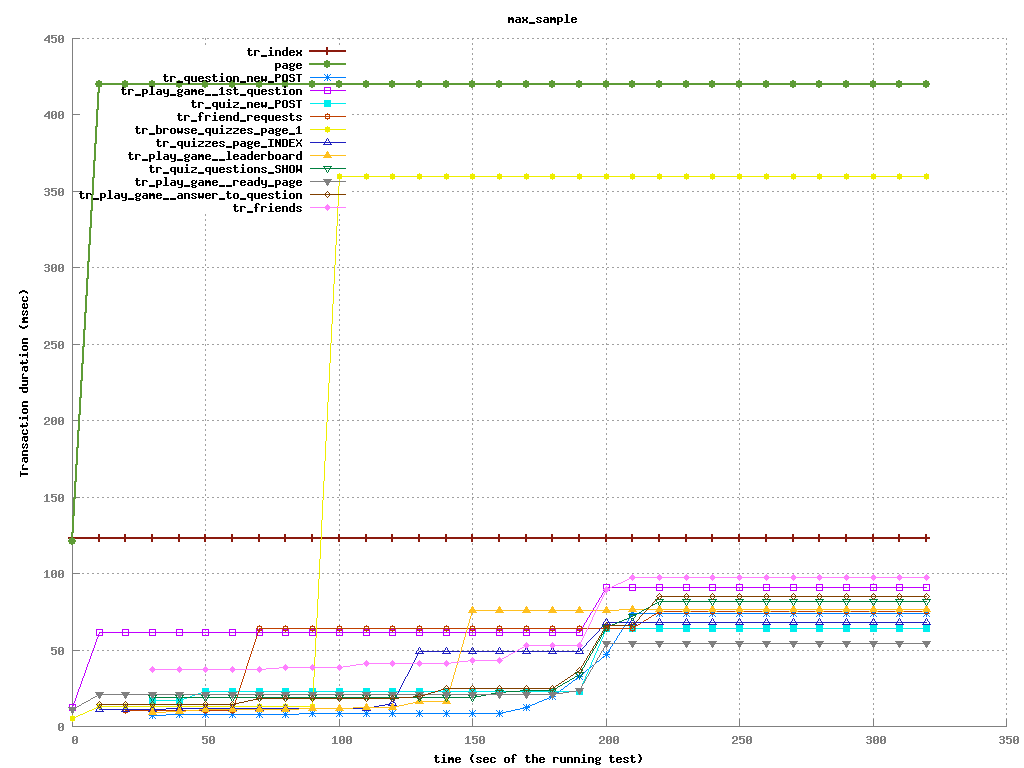 max_sample
450
400
350
300
250
200
150
100
50
0
Transaction duration (msec)
tr_index
page
tr_question_new_POST
tr_play_game__1st_question
tr_quiz_new_POST
tr_friend_requests
tr_browse_quizzes_page_1
tr_quizzes_page_INDEX
tr_play_game__leaderboard
tr_quiz_questions_SHOW
tr_play_game__ready_page
tr_play_game__answer_to_question
tr_friends
0 50 100 150 200 250 300 350
time (sec of the running test)